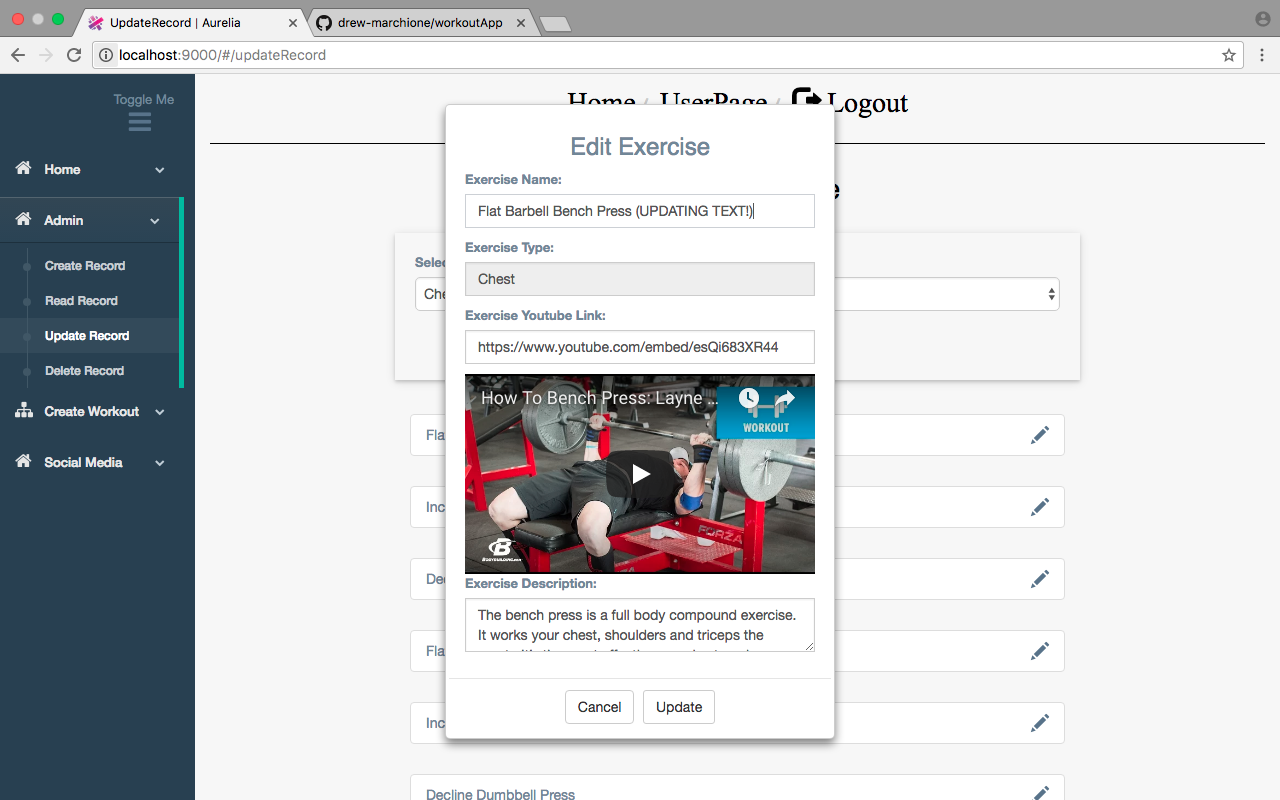 UpdateRecord | Aurelia
drew-marchione/workoutApp
localhost:9000/#/updateRecord
Toggle Me
Home
Admin
Create Record
Read Record
Update Record
Delete Record
Create Workout
Social Media
Home / UserPage / Logout
Edit Exercise
Exercise Name:
Flat Barbell Bench Press (UPDATING TEXT!)
Exercise Type:
Chest
Exercise Youtube Link:
https://www.youtube.com/embed/esQi683XR44
How To Bench Press: Layne ...
WORKOUT
FORZA
BODYBUILDING.com
Exercise Description:
The bench press is a full body compound exercise.
It works your chest, shoulders and triceps the
Cancel
Update
Selec
Che
Fla
Inc
Dec
Fla
Inc
Decline Dumbbell Press